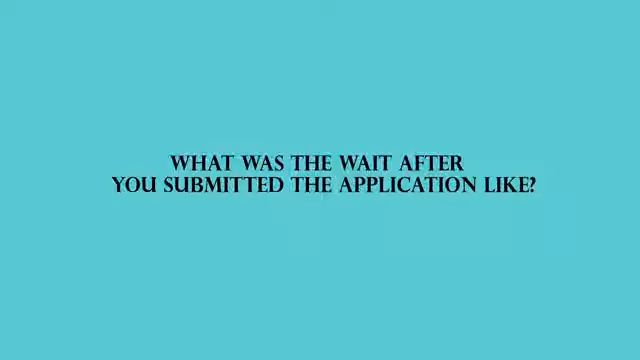 WHAT WAS THE WAIT AFTER
YOU SUBMITTED THE APPLICATION LIKE?